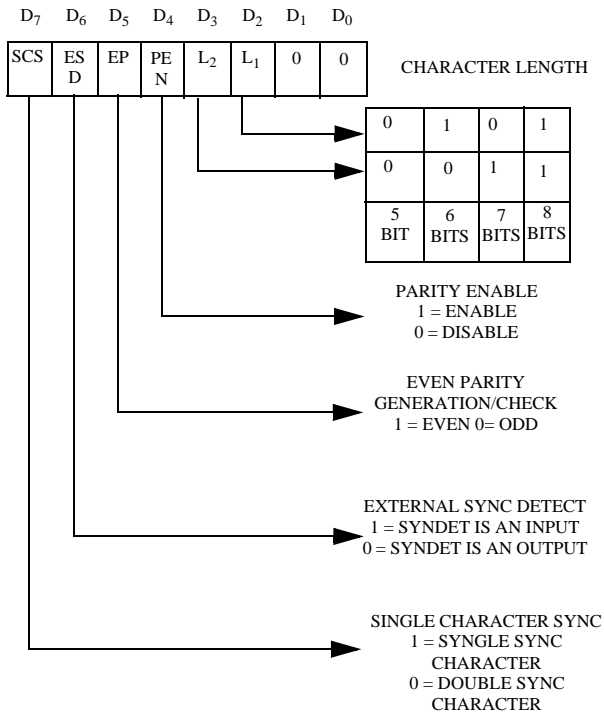 D₇ D₆ D₅ D₄ D₃ D₂ D₁ D₀
SCS ES EP PE L₂ L₁ 0 0
D N
CHARACTER LENGTH
0 1 0 1
0 0 1 1
5 6 7 8
BIT BITS BITS BITS
PARITY ENABLE
1 = ENABLE
0 = DISABLE
EVEN PARITY
GENERATION/CHECK
1 = EVEN 0= ODD
EXTERNAL SYNC DETECT
1 = SYNDET IS AN INPUT
0 = SYNDET IS AN OUTPUT
SINGLE CHARACTER SYNC
1 = SYNGLE SYNC
CHARACTER
0 = DOUBLE SYNC
CHARACTER